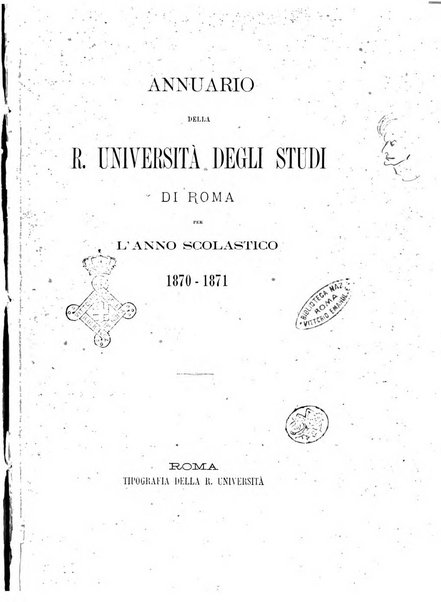 ANNUARIO
DELLA
R. UNIVERSITÀ DEGLI STUDI
DI ROMA
PER
L'ANNO SCOLASTICO
1870 - 1871
BIBLIOTECA NAZ.
ROMA
VITTORIO EMANUELE
ROMA
TIPOGRAFIA DELLA R. UNIVERSITÀ